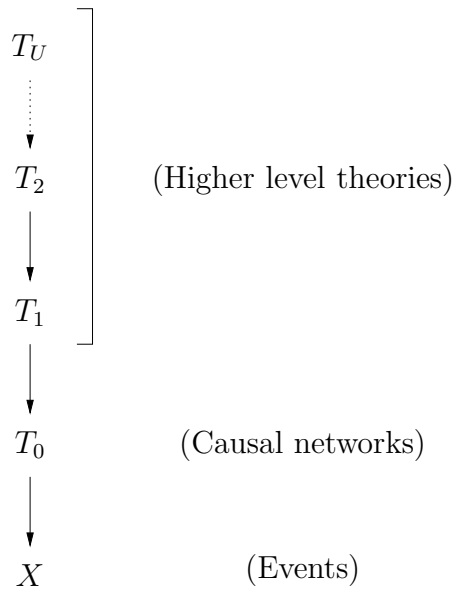 T_U
T_2 (Higher level theories)
T_1
T_0 (Causal networks)
X (Events)